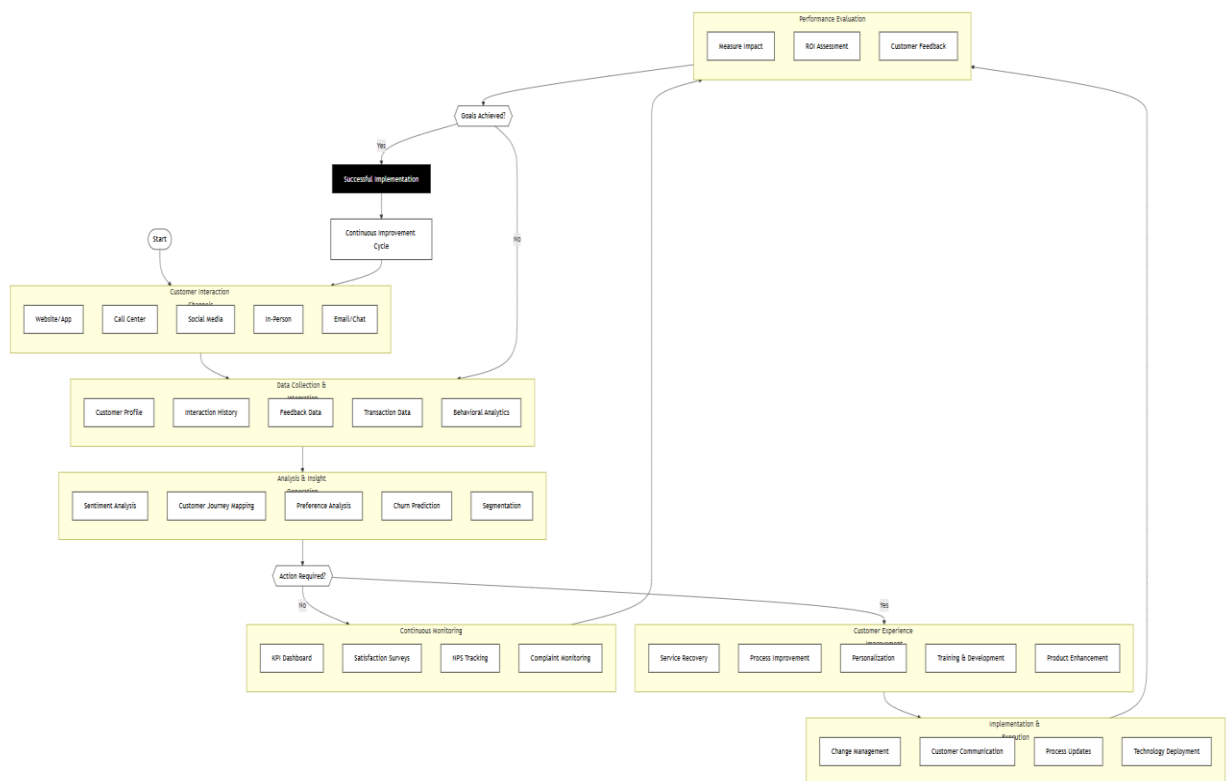 Performance Evaluation
Measure Impact
ROI Assessment
Customer Feedback
Goals Achieved?
Yes
Successful Implementation
Continuous Improvement
Cycle
Start
No
Customer Interaction
Channels
Website/App
Call Center
Social Media
In-Person
Email/Chat
Data Collection &
Integration
Customer Profile
Interaction History
Feedback Data
Transaction Data
Behavioral Analytics
Analysis & Insight
Generation
Sentiment Analysis
Customer Journey Mapping
Preference Analysis
Churn Prediction
Segmentation
Action Required?
No
Yes
Continuous Monitoring
KPI Dashboard
Satisfaction Surveys
NPS Tracking
Complaint Monitoring
Customer Experience
Improvement
Service Recovery
Process Improvement
Personalization
Training & Development
Product Enhancement
Implementation &
Execution
Change Management
Customer Communication
Process Updates
Technology Deployment